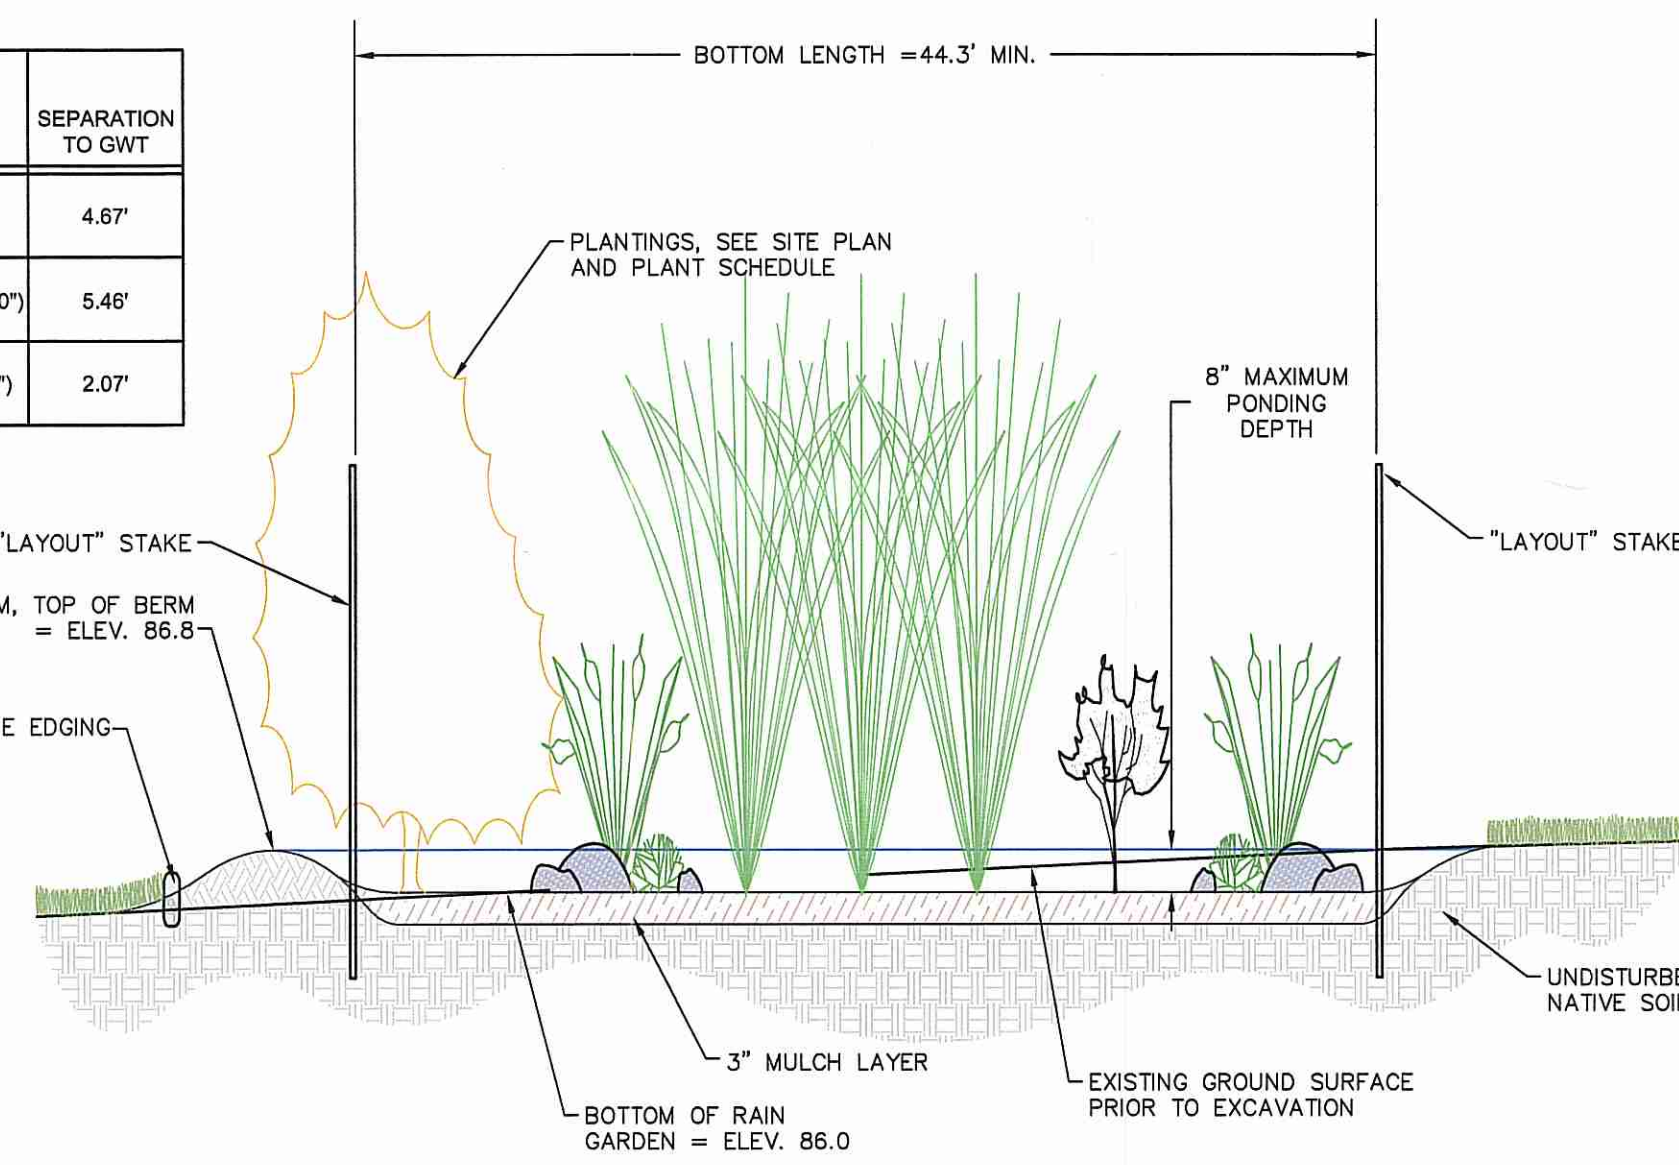 BOTTOM LENGTH =44.3' MIN.
SEPARATION
TO GWT
4.67'
0") 5.46'
") 2.07'
PLANTINGS, SEE SITE PLAN
AND PLANT SCHEDULE
8" MAXIMUM
PONDING
DEPTH
"LAYOUT" STAKE
"LAYOUT" STAKE
M, TOP OF BERM
= ELEV. 86.8
E EDGING
UNDISTURBE
NATIVE SOI
3" MULCH LAYER
EXISTING GROUND SURFACE
PRIOR TO EXCAVATION
BOTTOM OF RAIN
GARDEN = ELEV. 86.0